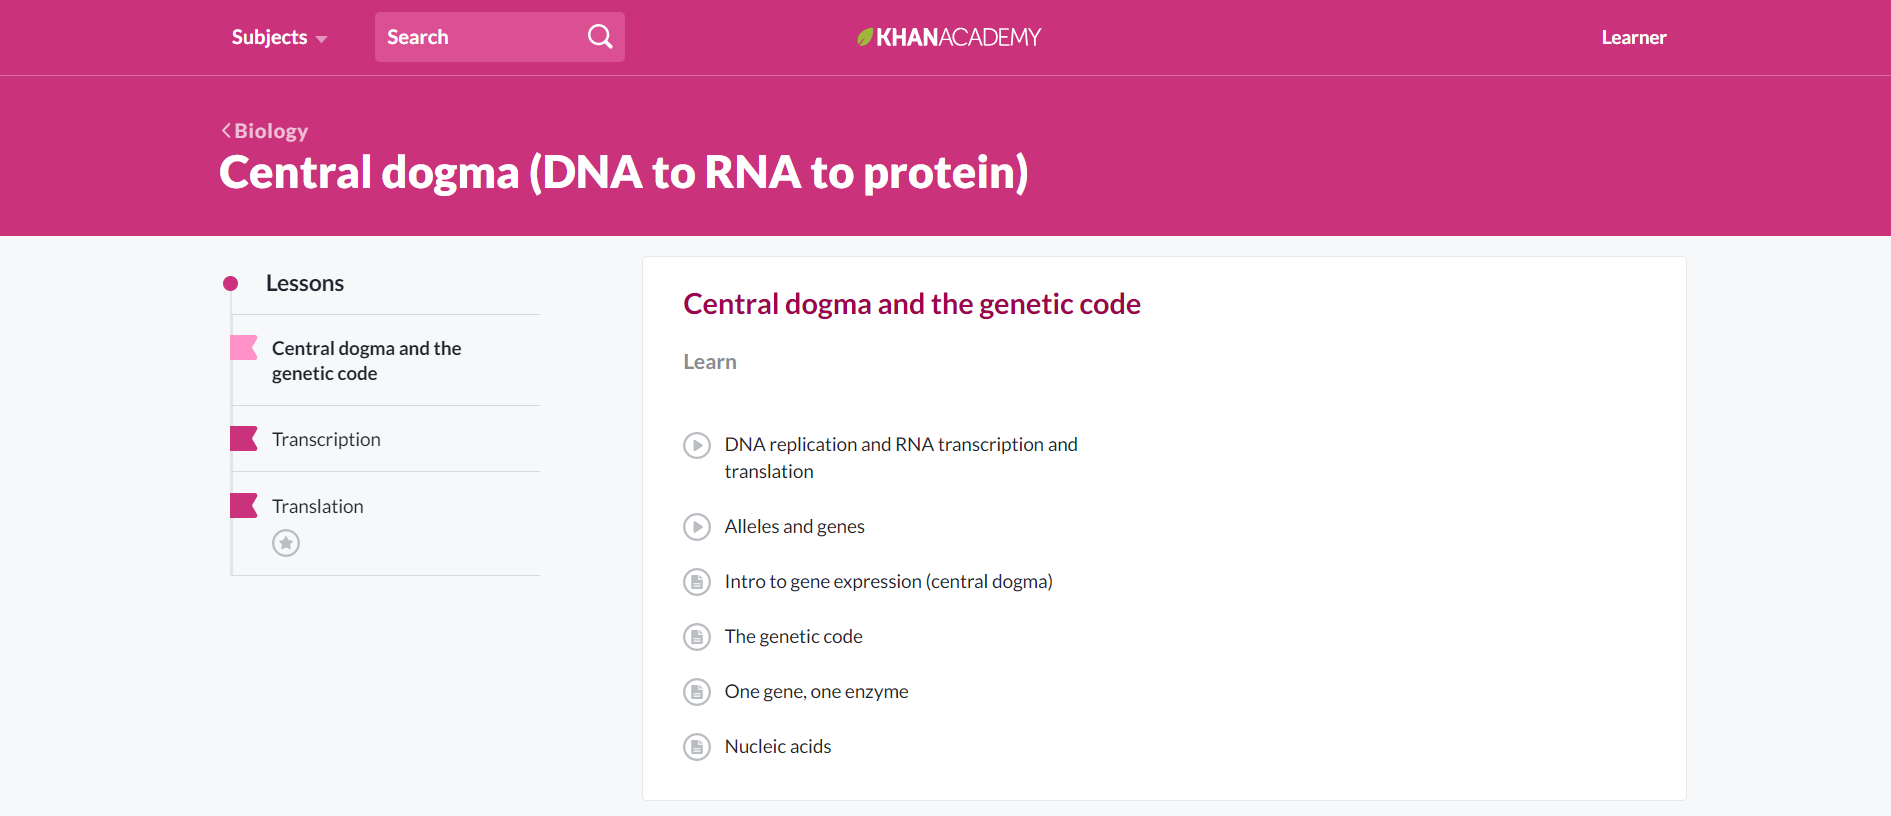 Subjects
Search
KHANACADEMY
Learner
Biology
Central dogma (DNA to RNA to protein)
Lessons
Central dogma and the
genetic code
Transcription
Translation
Central dogma and the genetic code
Learn
DNA replication and RNA transcription and
translation
Alleles and genes
Intro to gene expression (central dogma)
The genetic code
One gene, one enzyme
Nucleic acids